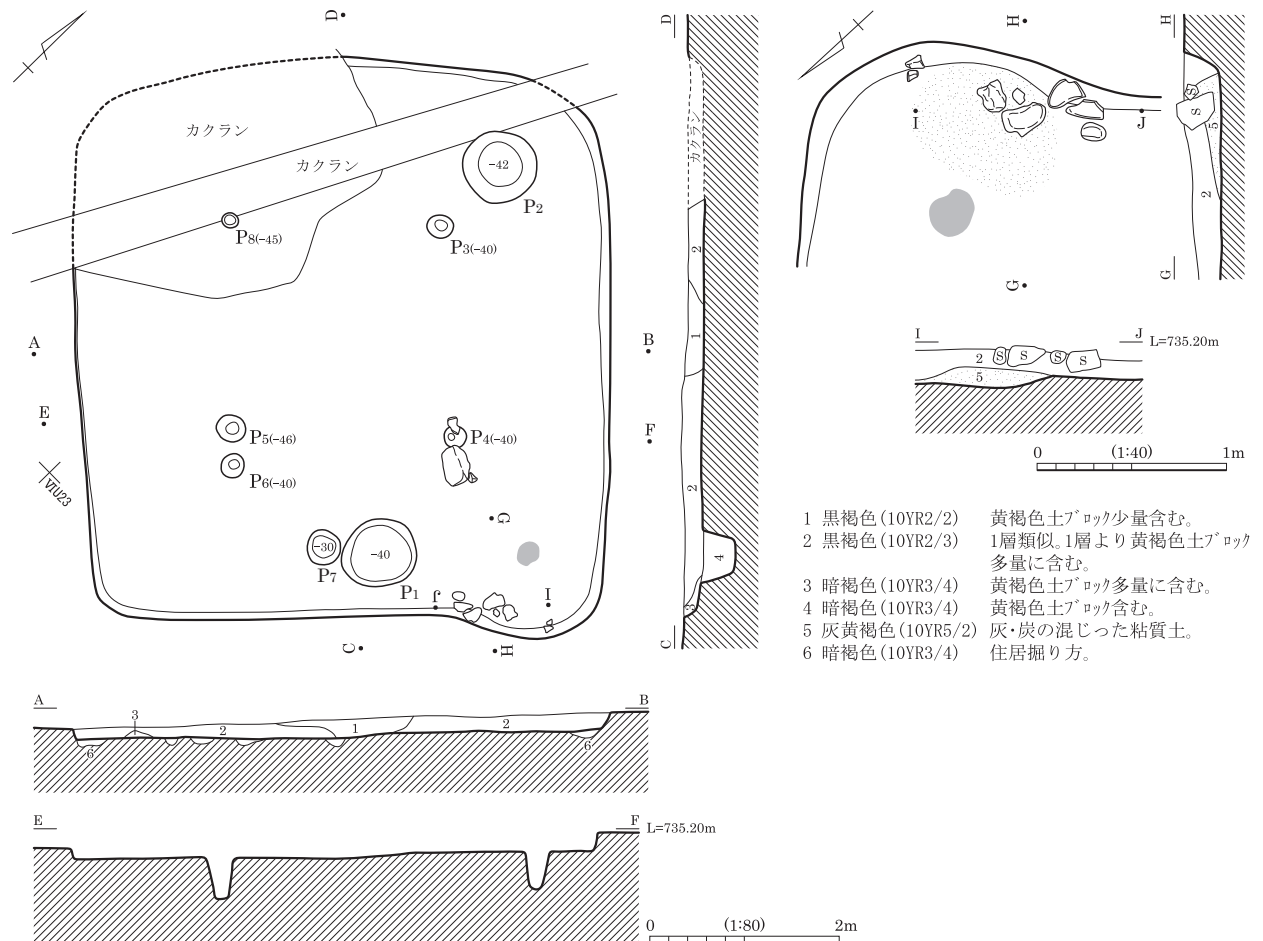 D
カクラン
カクラン
-42
P2
P8(-45)
P3(-40)
A
B
E
F
VIU23
P5(-46)
P4(-40)
P6(-40)
G
-30
-40
P7
P1
J
I
C
H
D
カクラン
2
1
2
4
3
C
H
I
J
G
H
S
S
5
2
G
I
J
L=735.20m
2
S
S
S
S
5
0 (1:40) 1m
1 黒褐色(10YR2/2) 黄褐色土ﾌﾞﾛｯｸ少量含む。
2 黒褐色(10YR2/3) 1層類似。1層より黄褐色土ﾌﾞﾛｯｸ
多量に含む。
3 暗褐色(10YR3/4) 黄褐色土ﾌﾞﾛｯｸ多量に含む。
4 暗褐色(10YR3/4) 黄褐色土ﾌﾞﾛｯｸ含む。
5 灰黄褐色(10YR5/2) 灰・炭の混じった粘質土。
6 暗褐色(10YR3/4) 住居掘り方。
A
B
3
2
1
2
6
6
E
F L=735.20m
0 (1:80) 2m